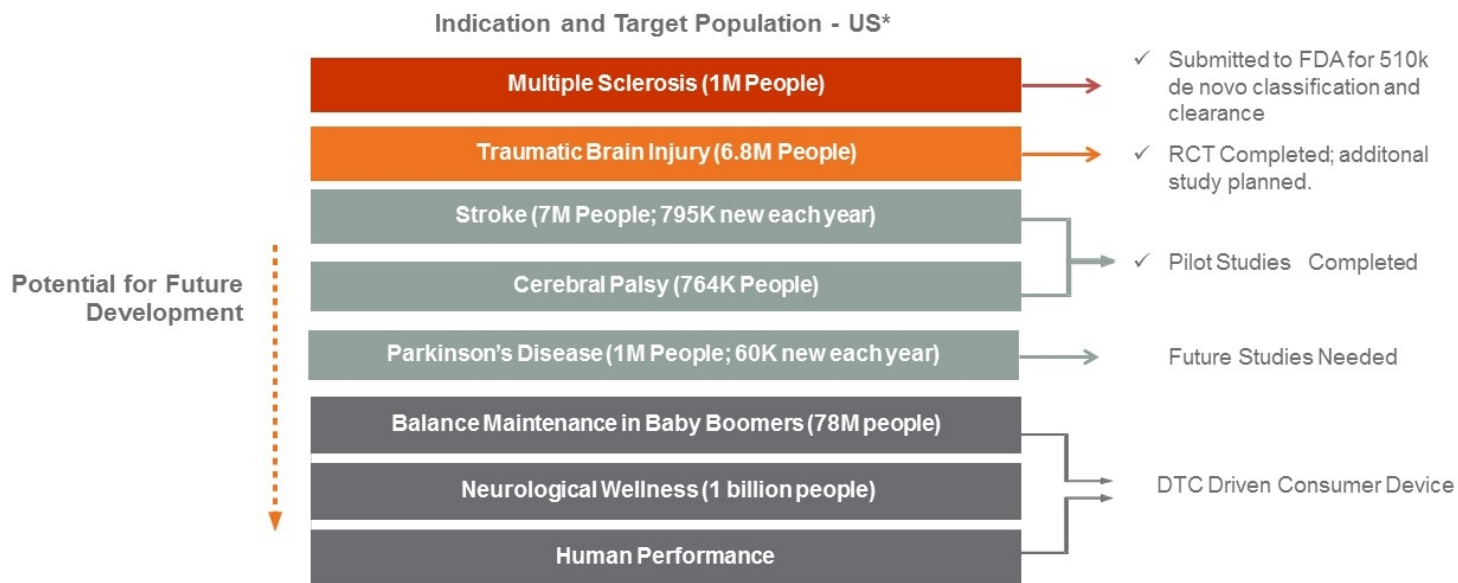 Indication and Target Population - US*
Multiple Sclerosis (1M People)
✓ Submitted to FDA for 510k
de novo classification and
clearance
Traumatic Brain Injury (6.8M People)
✓ RCT Completed; additonal
study planned.
Stroke (7M People; 795K new each year)
Potential for Future
Development
Cerebral Palsy (764K People)
✓ Pilot Studies Completed
Parkinson's Disease (1M People; 60K new each year)
Future Studies Needed
Balance Maintenance in Baby Boomers (78M people)
Neurological Wellness (1 billion people)
DTC Driven Consumer Device
Human Performance